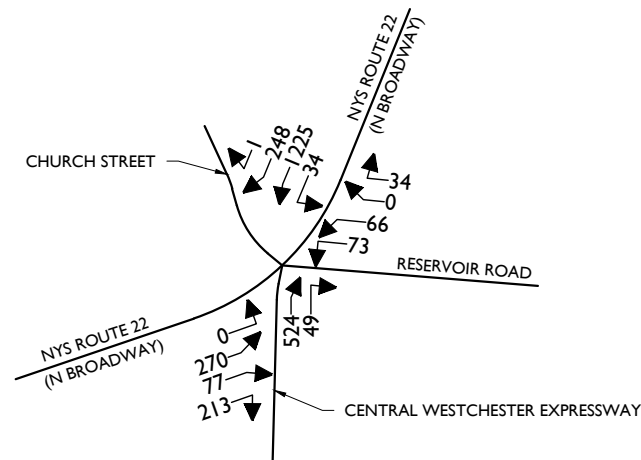 NYS ROUTE 22
(N BROADWAY)
1
248
1225
34
CHURCH STREET
34
0
66
73
RESERVOIR ROAD
524
49
NYS ROUTE 22
(N BROADWAY)
0
270
77
213
CENTRAL WESTCHESTER EXPRESSWAY